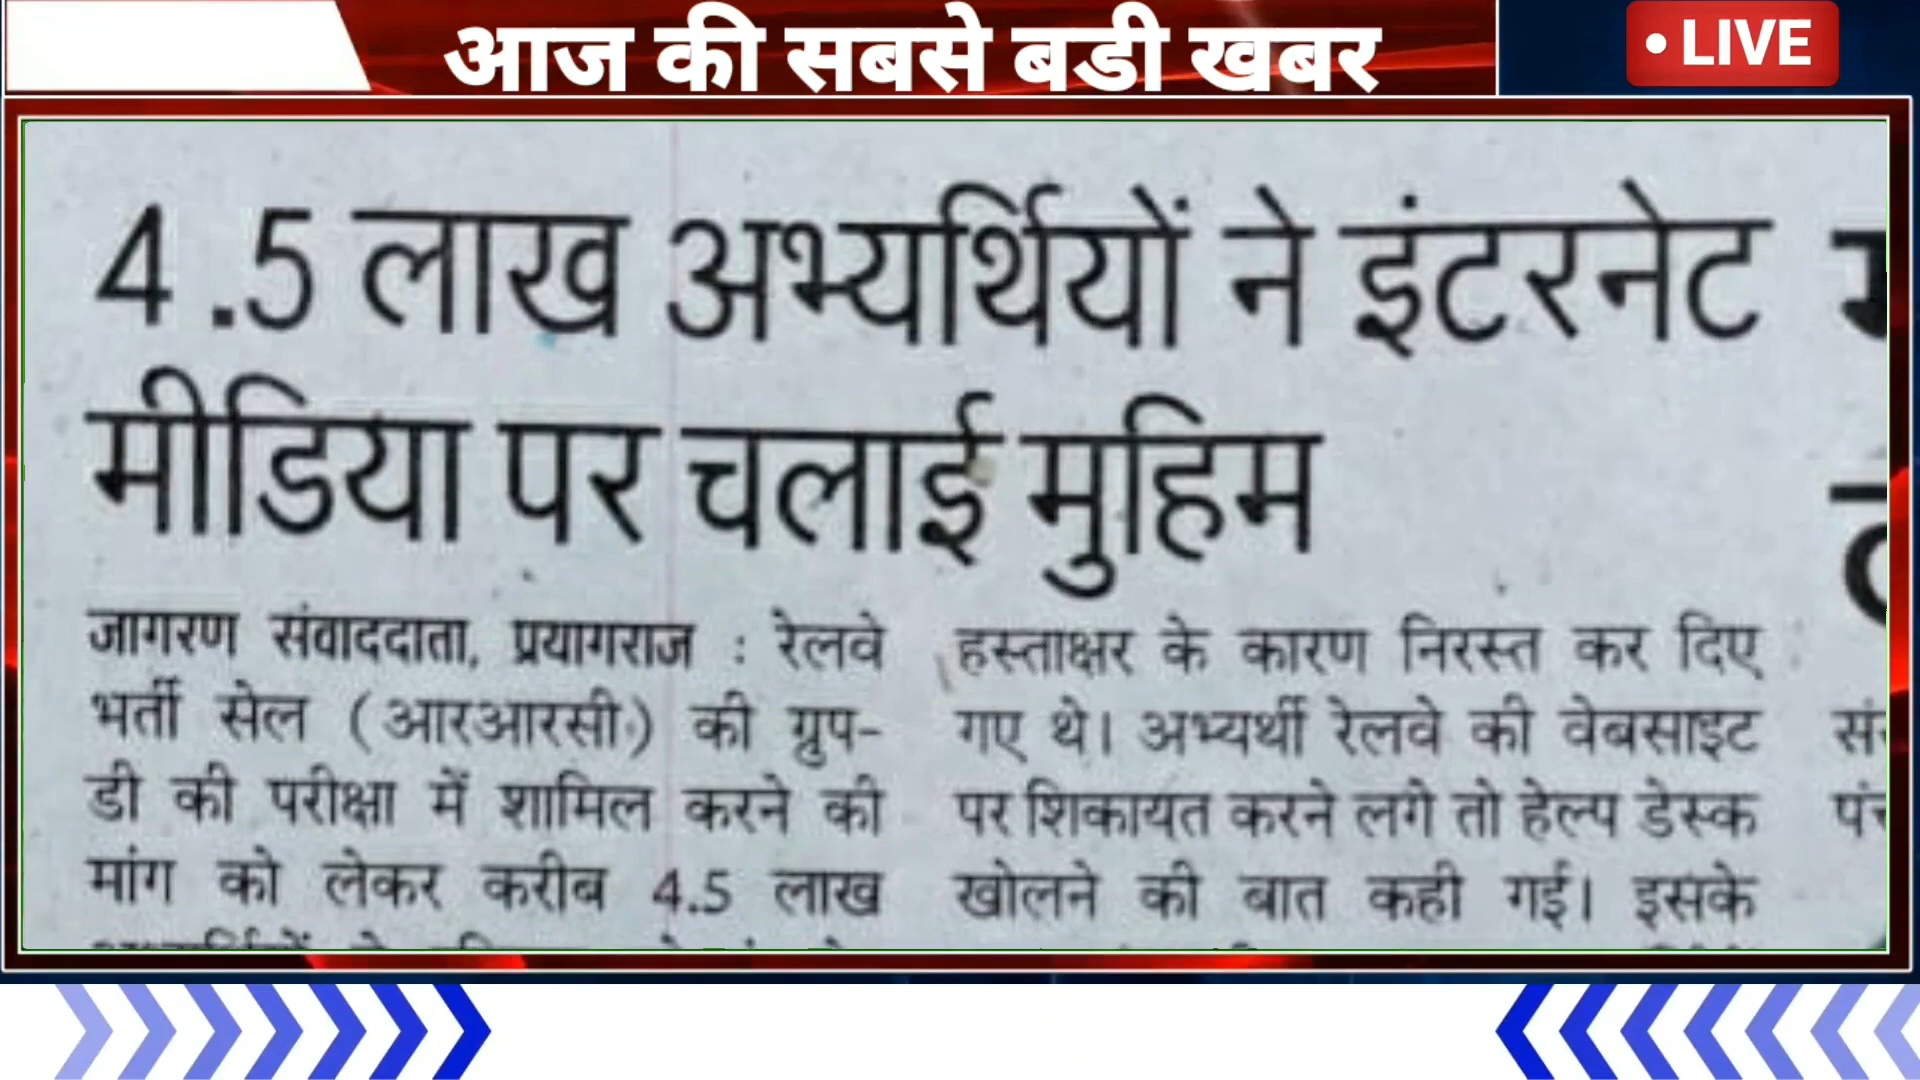 आज की सबसे बडी खबर
• LIVE
4.5 लाख अभ्यर्थियों ने इंटरनेट
मीडिया पर चलाई मुहिम
जागरण संवाददाता, प्रयागराज : रेलवे
भर्ती सेल (आरआरसी) की ग्रुप-
डी की परीक्षा में शामिल करने की
मांग को लेकर करीब 4.5 लाख
हस्ताक्षर के कारण निरस्त कर दिए
गए थे। अभ्यर्थी रेलवे की वेबसाइट
पर शिकायत करने लगे तो हेल्प डेस्क
खोलने की बात कही गई। इसके